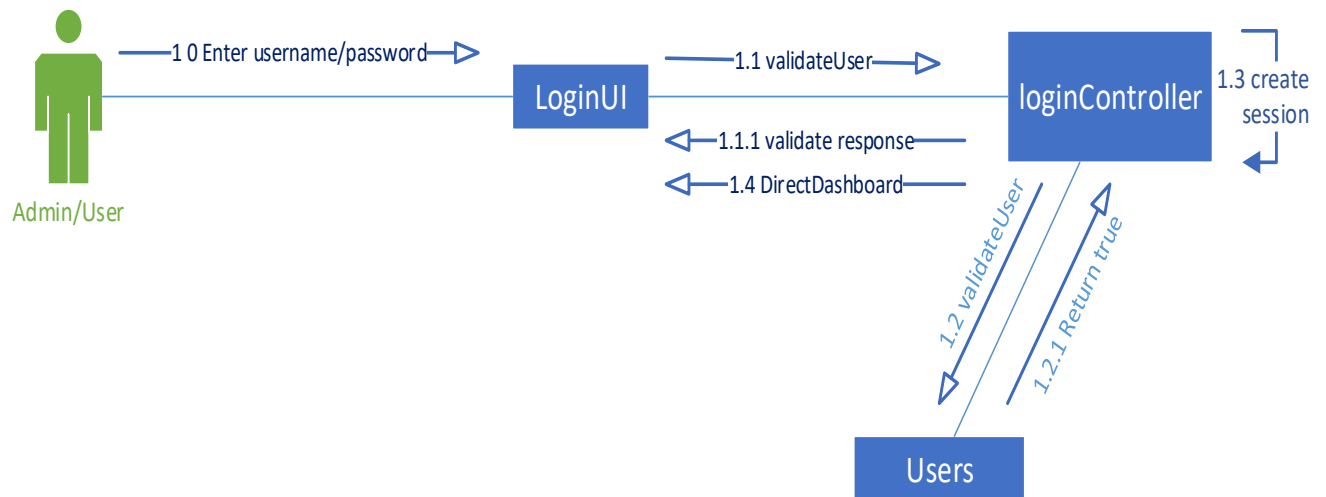 1 0 Enter username/password
1.1 validateUser
LoginUI
loginController
1.3 create
session
1.1.1 validate response
1.4 DirectDashboard
Admin/User
1.2 validateUser
1.2.1 Return true
Users